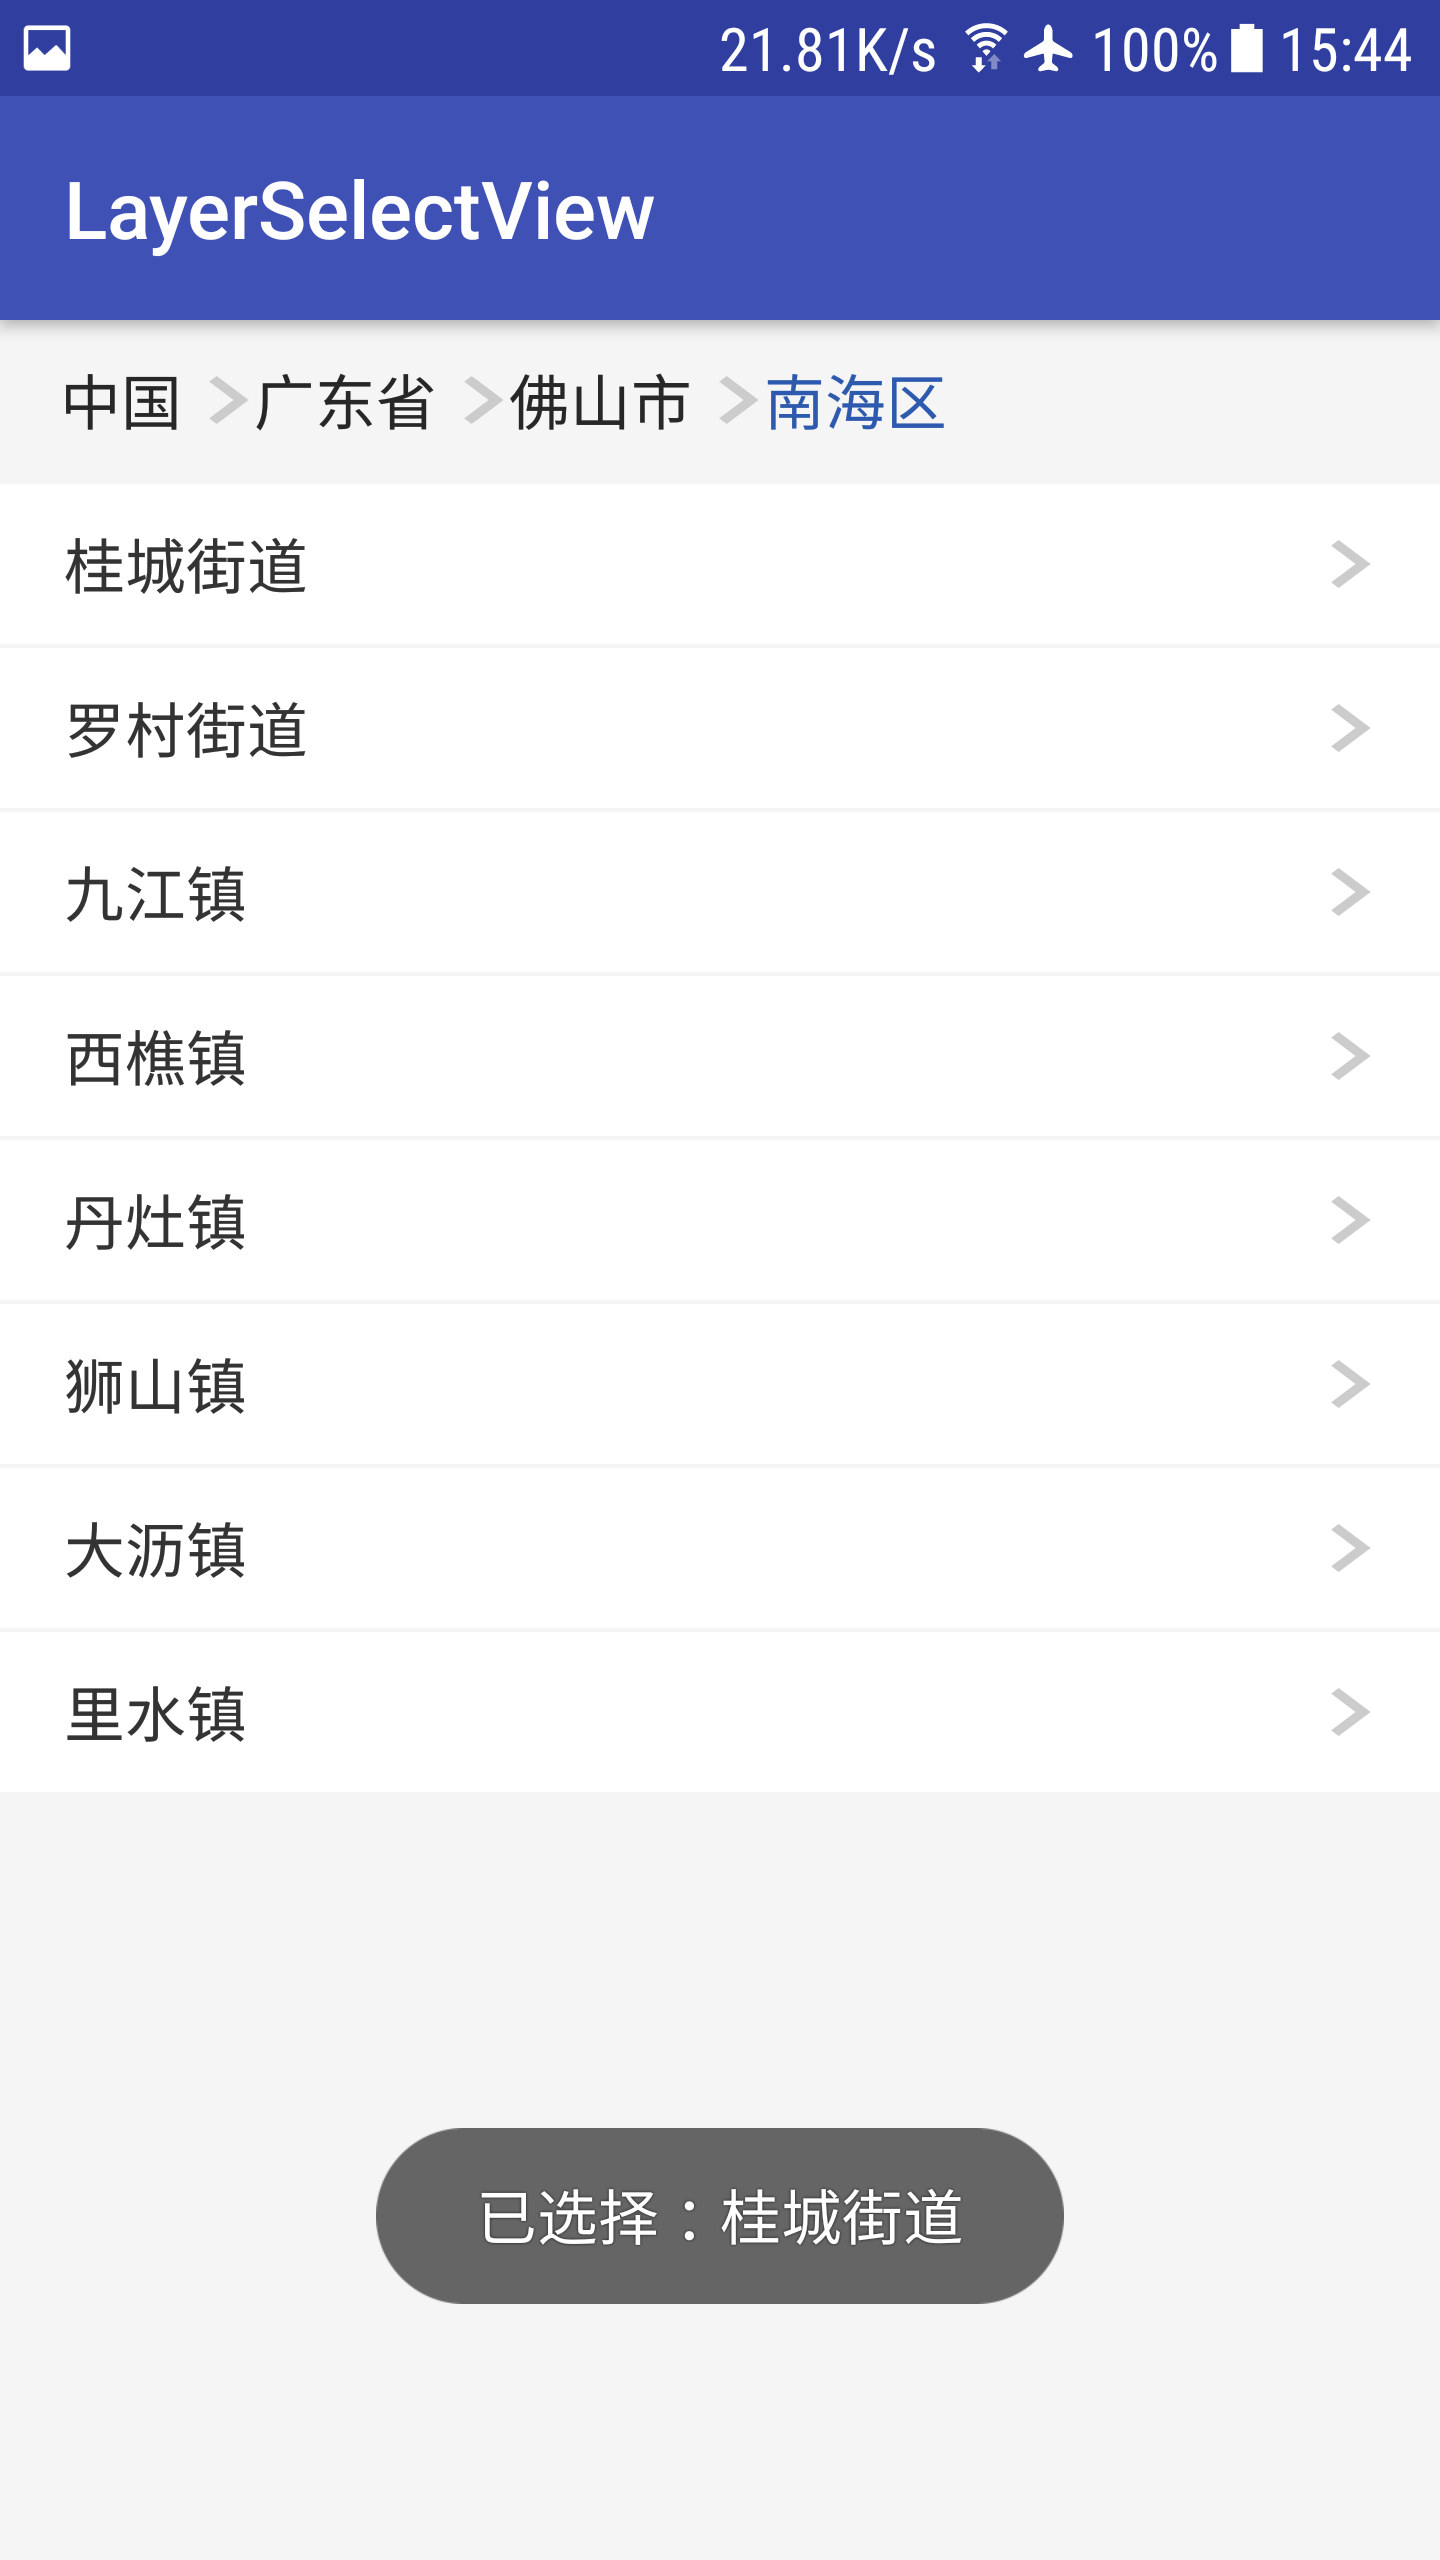 21.81K/s 100% 15:44
LayerSelectView
中国 广东省 佛山市 南海区
桂城街道
罗村街道
九江镇
西樵镇
丹灶镇
狮山镇
大沥镇
里水镇
已选择：桂城街道